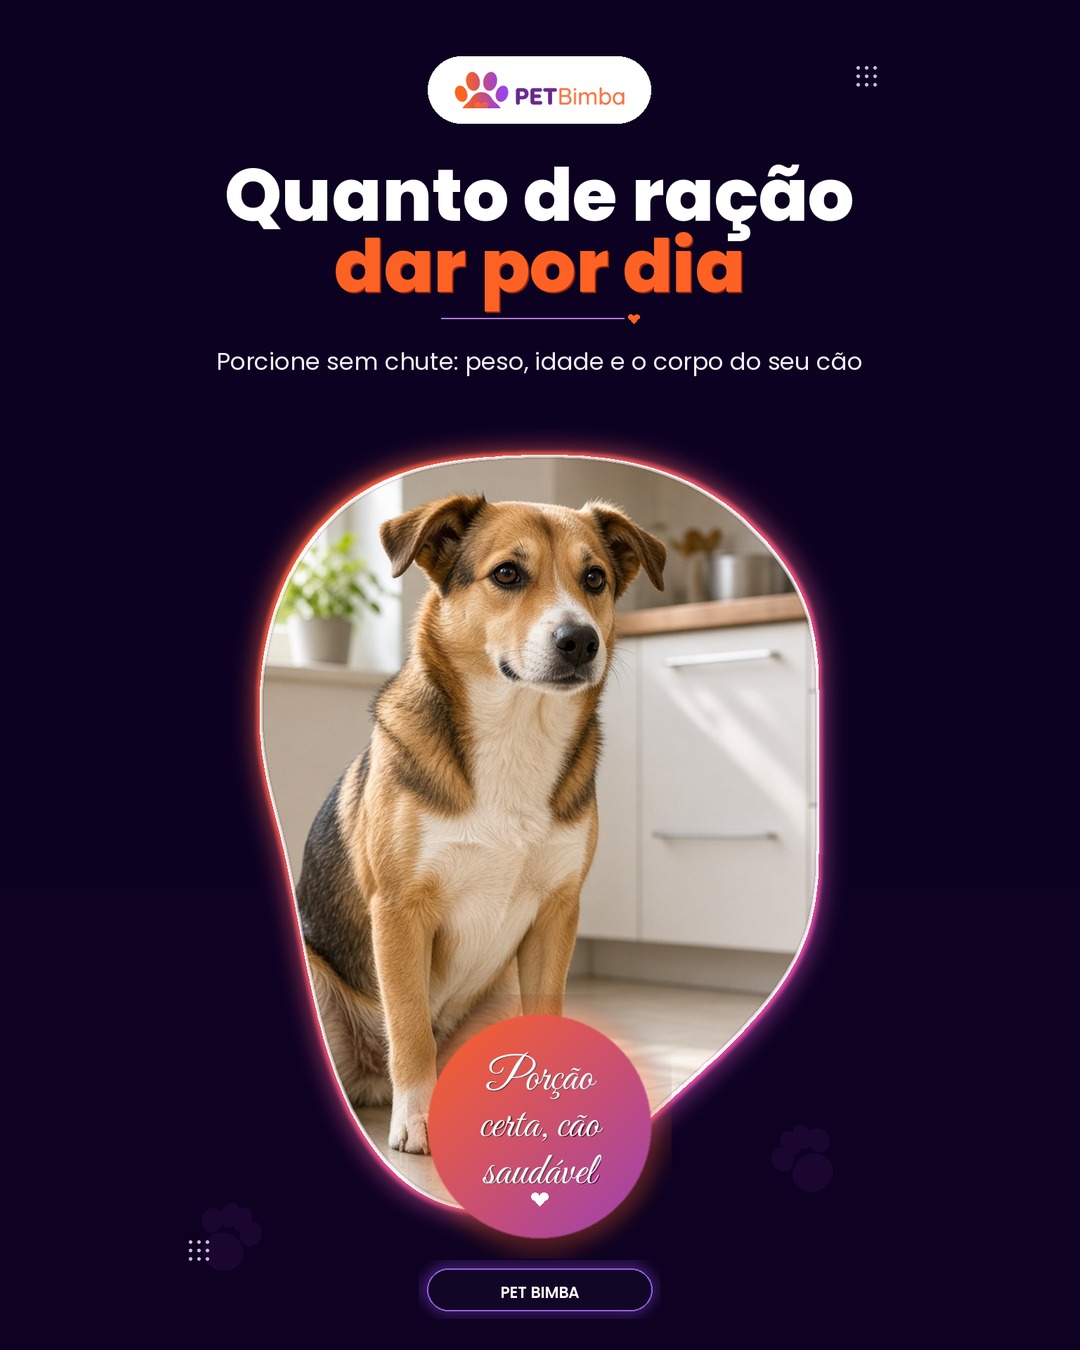 PETBimba
Quanto de ração
dar por dia
Porcione sem chute: peso, idade e o corpo do seu cão
Porção
certa, cão
saudável
PET BIMBA